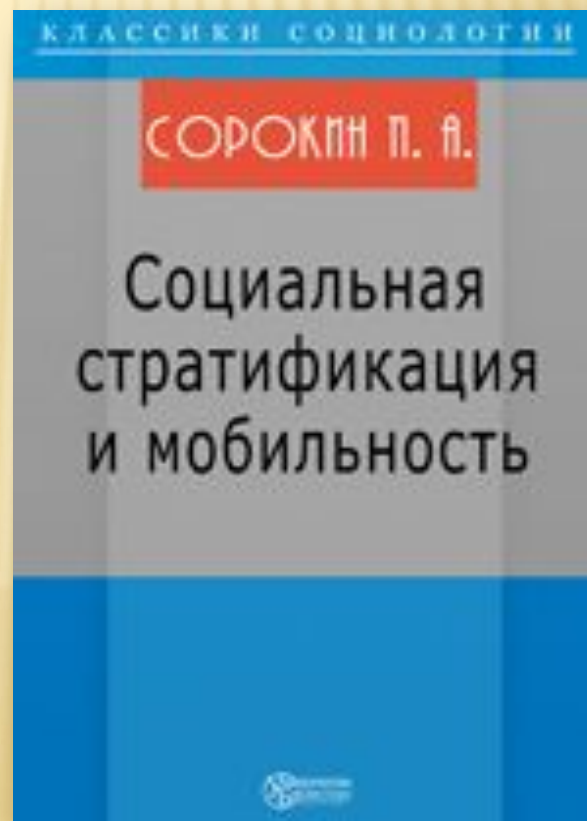 КЛАССИКИ СОЦИОЛОГИИ
СОРОКИН П. А.
Социальная
стратификация
и мобильность